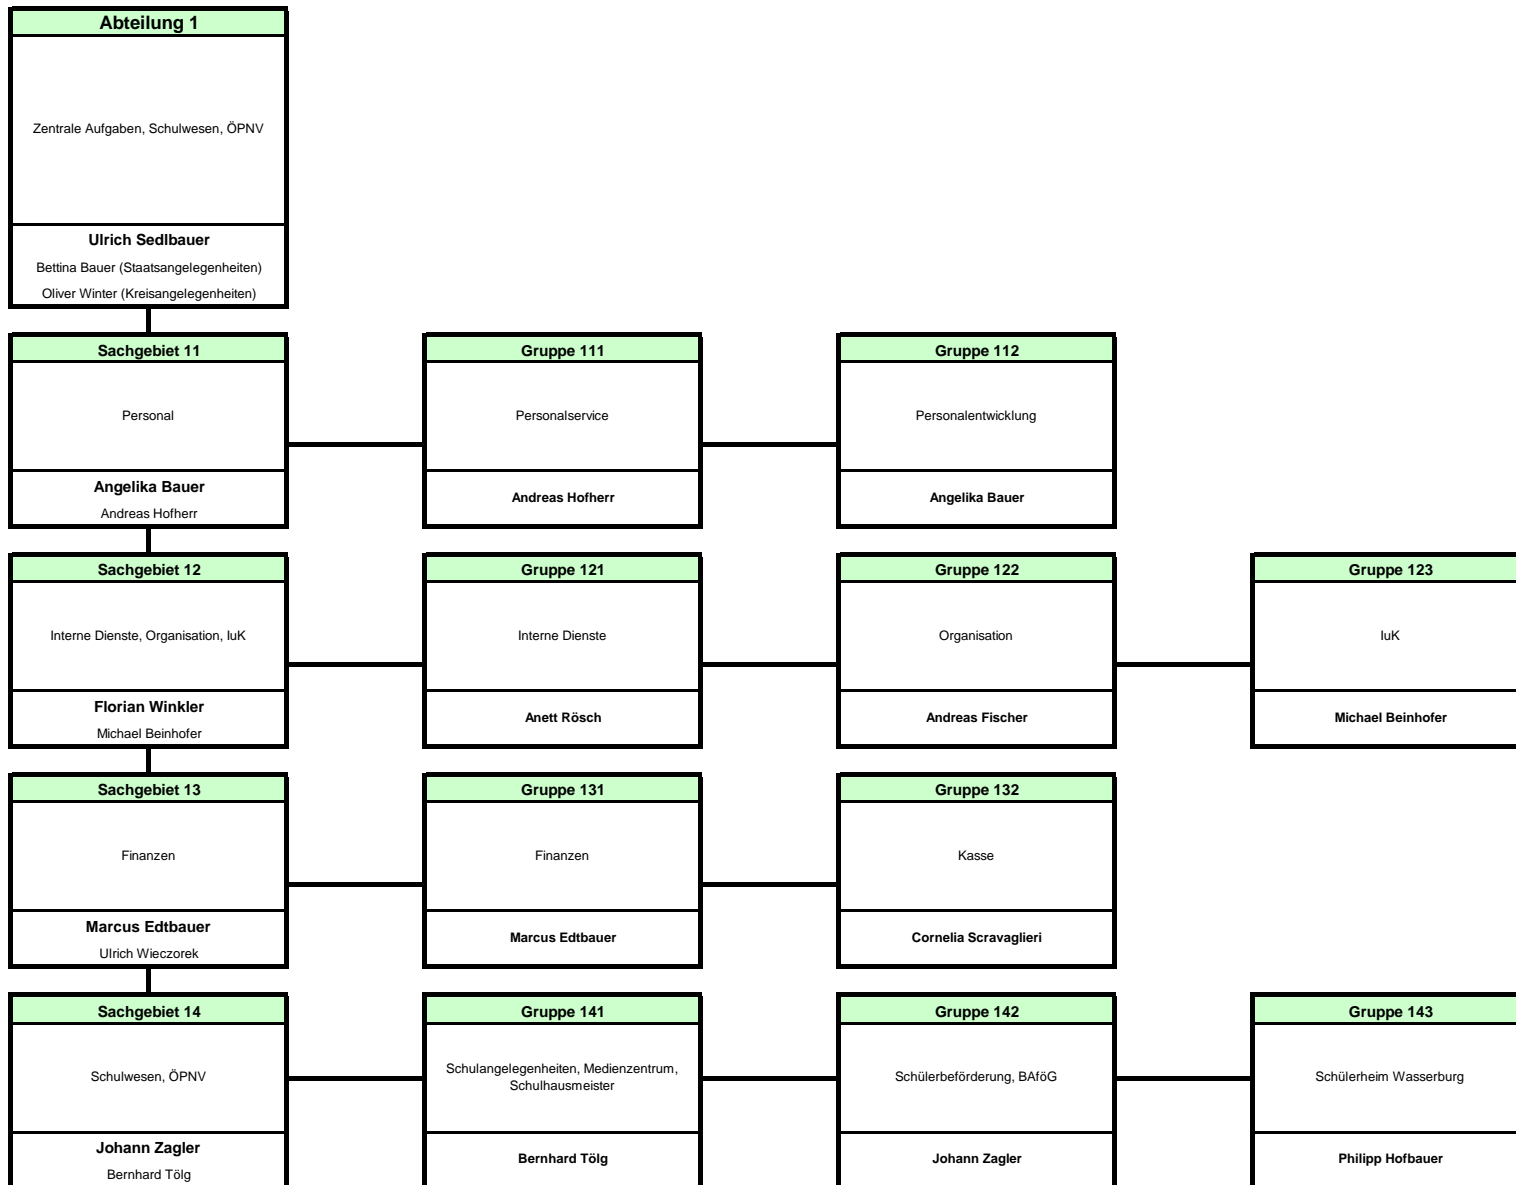 Abteilung 1
Zentrale Aufgaben, Schulwesen, ÖPNV
Ulrich Sedlbauer
Bettina Bauer (Staatsangelegenheiten)
Oliver Winter (Kreisangelegenheiten)
Sachgebiet 11
Personal
Angelika Bauer
Andreas Hofherr
Gruppe 111
Personalservice
Andreas Hofherr
Gruppe 112
Personalentwicklung
Angelika Bauer
Sachgebiet 12
Interne Dienste, Organisation, IuK
Florian Winkler
Michael Beinhofer
Gruppe 121
Interne Dienste
Anett Rösch
Gruppe 122
Organisation
Andreas Fischer
Gruppe 123
IuK
Michael Beinhofer
Sachgebiet 13
Finanzen
Marcus Edtbauer
Ulrich Wieczorek
Gruppe 131
Finanzen
Marcus Edtbauer
Gruppe 132
Kasse
Cornelia Scravaglieri
Sachgebiet 14
Schulwesen, ÖPNV
Johann Zagler
Bernhard Tölg
Gruppe 141
Schulangelegenheiten, Medienzentrum,
Schulhausmeister
Bernhard Tölg
Gruppe 142
Schülerbeförderung, BAföG
Johann Zagler
Gruppe 143
Schülerheim Wasserburg
Philipp Hofbauer